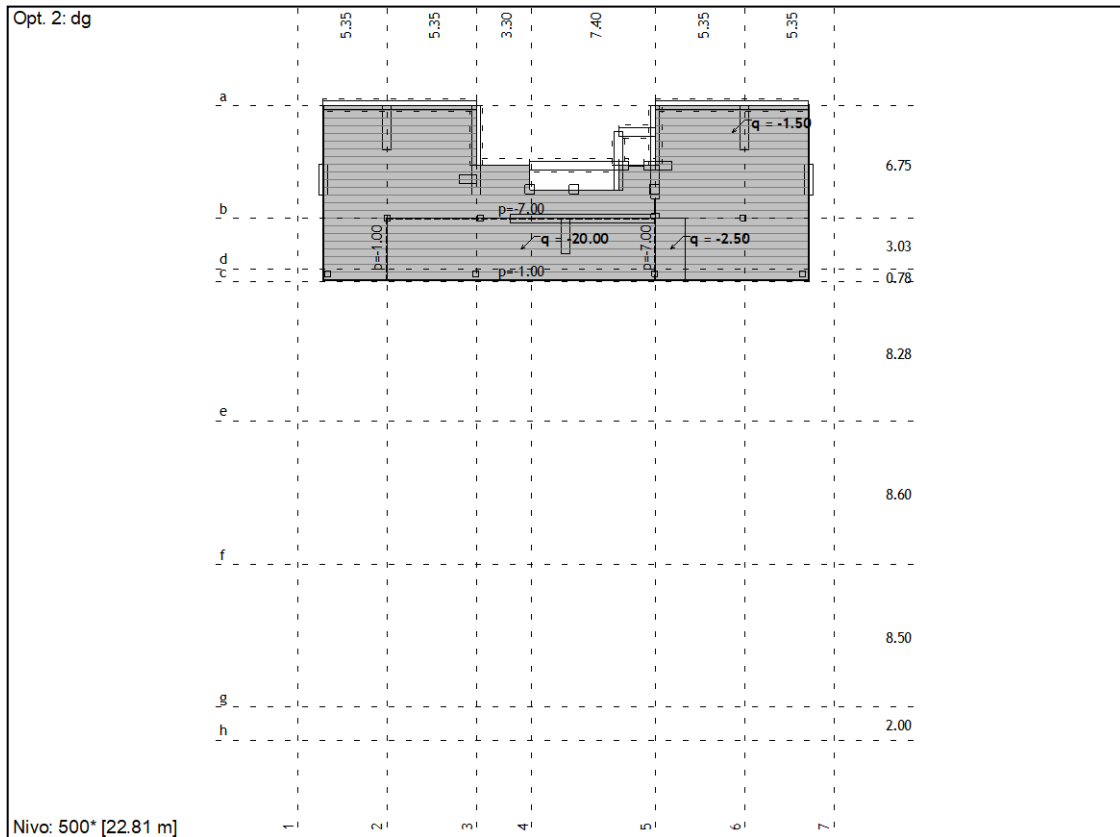 Opt. 2: dg
5.35
5.35
3.30
7.40
5.35
5.35
a
q = -1.50
6.75
b
p=-7.00
p=-1.00
q = -20.00
p=-7.00
q = -2.50
3.03
d
c
p=-1.00
0.78
8.28
e
8.60
f
8.50
g
2.00
h
Nivo: 500* [22.81 m]
1
2
3
4
5
6
7